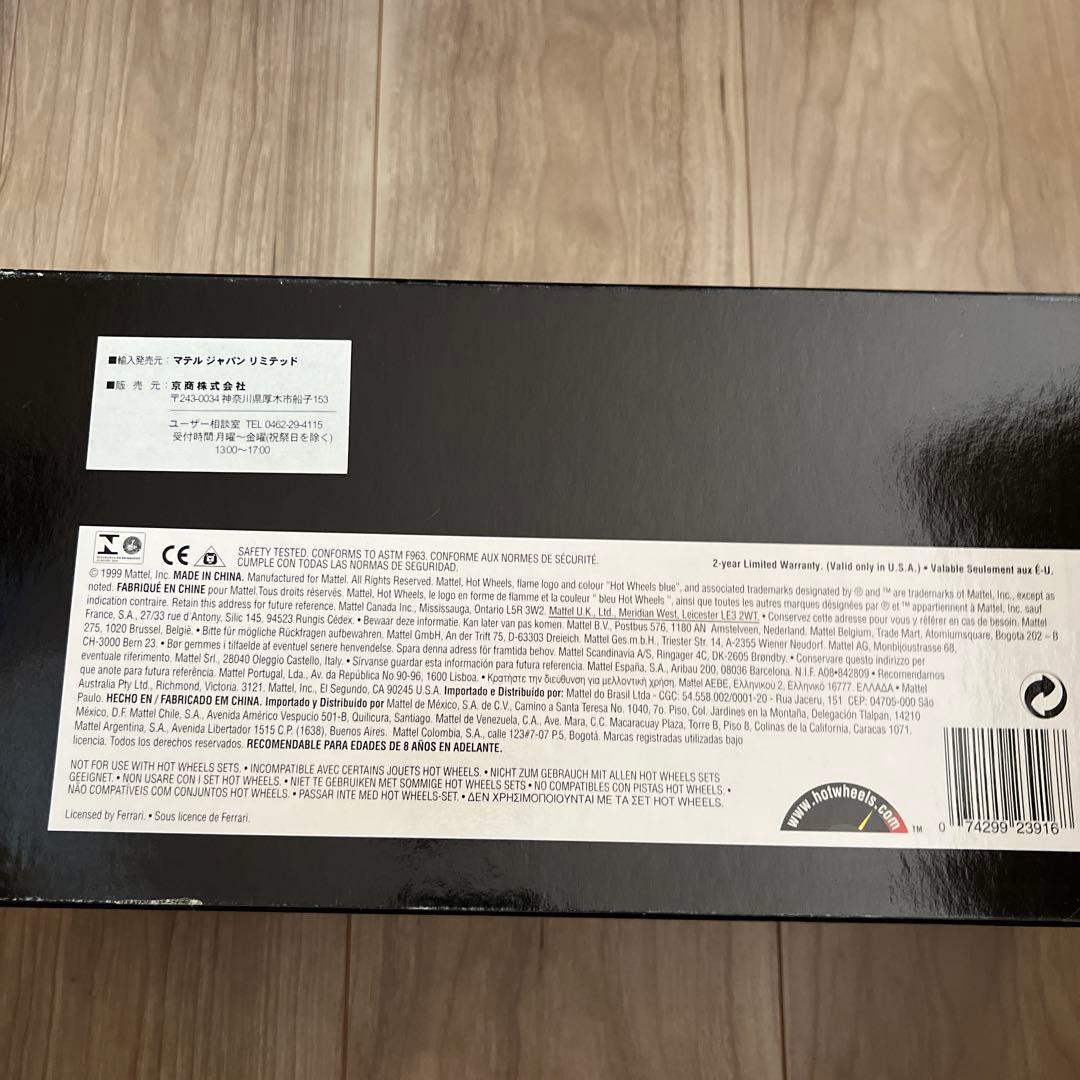 ■輸入発売元：マテル ジャパン リミテッド
■販 売 元：京商株式会社
〒243-0034 神奈川県厚木市船子153
ユーザー相談室 TEL 0462-29-4115
受付時間.月曜～金曜(祝祭日を除く)
13:00～17:00
CE
SAFETY TESTED. CONFORMS TO ASTM F963. CONFORME AUX NORMES DE SÉCURITÉ.
CUMPLE CON TODAS LAS NORMAS DE SEGURIDAD.
2-year Limited Warranty. (Valid only in U.S.A.) • Valable Seulement aux É-U.
© 1999 Mattel, Inc. MADE IN CHINA. Manufactured for Mattel. All Rights Reserved. Mattel, Hot Wheels, flame logo and colour "Hot Wheels blue", and associated trademarks designated by ® and ™ are trademarks of Mattel, Inc., except as
noted. FABRIQUÉ EN CHINE pour Mattel.Tous droits réservés. Mattel, Hot Wheels, le logo en forme de flamme et la couleur " bleu Hot Wheels ", ainsi que toutes les autres marques désignées par ® et ™ appartiennent à Mattel, Inc. sauf
indication contraire. Retain this address for future reference. Mattel Canada Inc., Mississauga, Ontario L5R 3W2. Mattel U.K., Ltd., Meridian West, Leicester LE3 2WT. • Conservez cette adresse pour vous y référer en cas de besoin. Mattel
France, S.A., 27/33 rue d'Antony, Silic 145, 94523 Rungis Cédex. • Bewaar deze informatie. Kan later van pas komen. Mattel B.V., Postbus 576, 1180 AN Amstelveen, Nederland. Mattel Belgium, Trade Mart, Atomiumsquare, Bogota 202 – B
275, 1020 Brussel, België. • Bitte für mögliche Rückfragen aufbewahren. Mattel GmbH, An der Trift 75, D-63303 Dreieich. Mattel Ges.m.b.H., Triester Str. 14, A-2355 Wiener Neudorf. Mattel AG, Monbijoustrasse 68,
CH-3000 Bern 23. • Bør gemmes i tilfælde af eventuel senere henvendelse. Spara denna adress för framtida behov. Mattel Scandinavia A/S, Ringager 4C, DK-2605 Brøndby. • Conservare questo indirizzo per
eventuale riferimento. Mattel Srl., 28040 Oleggio Castello, Italy. • Sírvanse guardar esta información para futura referencia. Mattel España, S.A., Aribau 200, 08036 Barcelona. N.I.F. A08•842809 • Recomendamos
que anote para futura referência. Mattel Portugal, Lda., Av. da República No.90-96, 1600 Lisboa. • Κρατήστε την διεύθυνση για μελλοντική χρήση. Mattel AEBE, Ελληνικού 2, Ελληνικό 16777. ΕΛΛΑΔΑ • Mattel
Australia Pty Ltd., Richmond, Victoria. 3121. Mattel, Inc., El Segundo, CA 90245 U.S.A. Importado e Distribuído por: Mattel do Brasil Ltda - CGC: 54.558.002/0001-20 - Rua Jaceru, 151 CEP: 04705-000 São
Paulo. HECHO EN / FABRICADO EM CHINA. Importado y Distribuido por Mattel de México, S.A. de C.V., Camino a Santa Teresa No. 1040, 7o. Piso, Col. Jardines en la Montaña, Delegación Tlalpan, 14210
México, D.F. Mattel Chile, S.A., Avenida Américo Vespucio 501-B, Quilicura, Santiago. Mattel de Venezuela, C.A., Ave. Mara, C.C. Macaracuay Plaza, Torre B, Piso 8, Colinas de la California, Caracas 1071.
Mattel Argentina, S.A., Avenida Libertador 1515 C.P. (1638), Buenos Aires. Mattel Colombia, S.A., calle 123#7-07 P.5, Bogotá. Marcas registradas utilizadas bajo
licencia. Todos los derechos reservados. RECOMENDABLE PARA EDADES DE 8 AÑOS EN ADELANTE.
NOT FOR USE WITH HOT WHEELS SETS. • INCOMPATIBLE AVEC CERTAINS JOUETS HOT WHEELS. • NICHT ZUM GEBRAUCH MIT ALLEN HOT WHEELS SETS
GEEIGNET. • NON USARE CON I SET HOT WHEELS. • NIET TE GEBRUIKEN MET SOMMIGE HOT WHEELS SETS • NO COMPATIBLES CON PISTAS HOT WHEELS. •
NÃO COMPATÍVEIS COM CONJUNTOS HOT WHEELS. • PASSAR INTE MED HOT WHEELS-SET. • ΔΕΝ ΧΡΗΣΙΜΟΠΟΙΟΥΝΤΑΙ ΜΕ ΤΑ ΣΕΤ HOT WHEELS.
Licensed by Ferrari. • Sous licence de Ferrari.
www.hotwheels.com ™
0 74299 23916